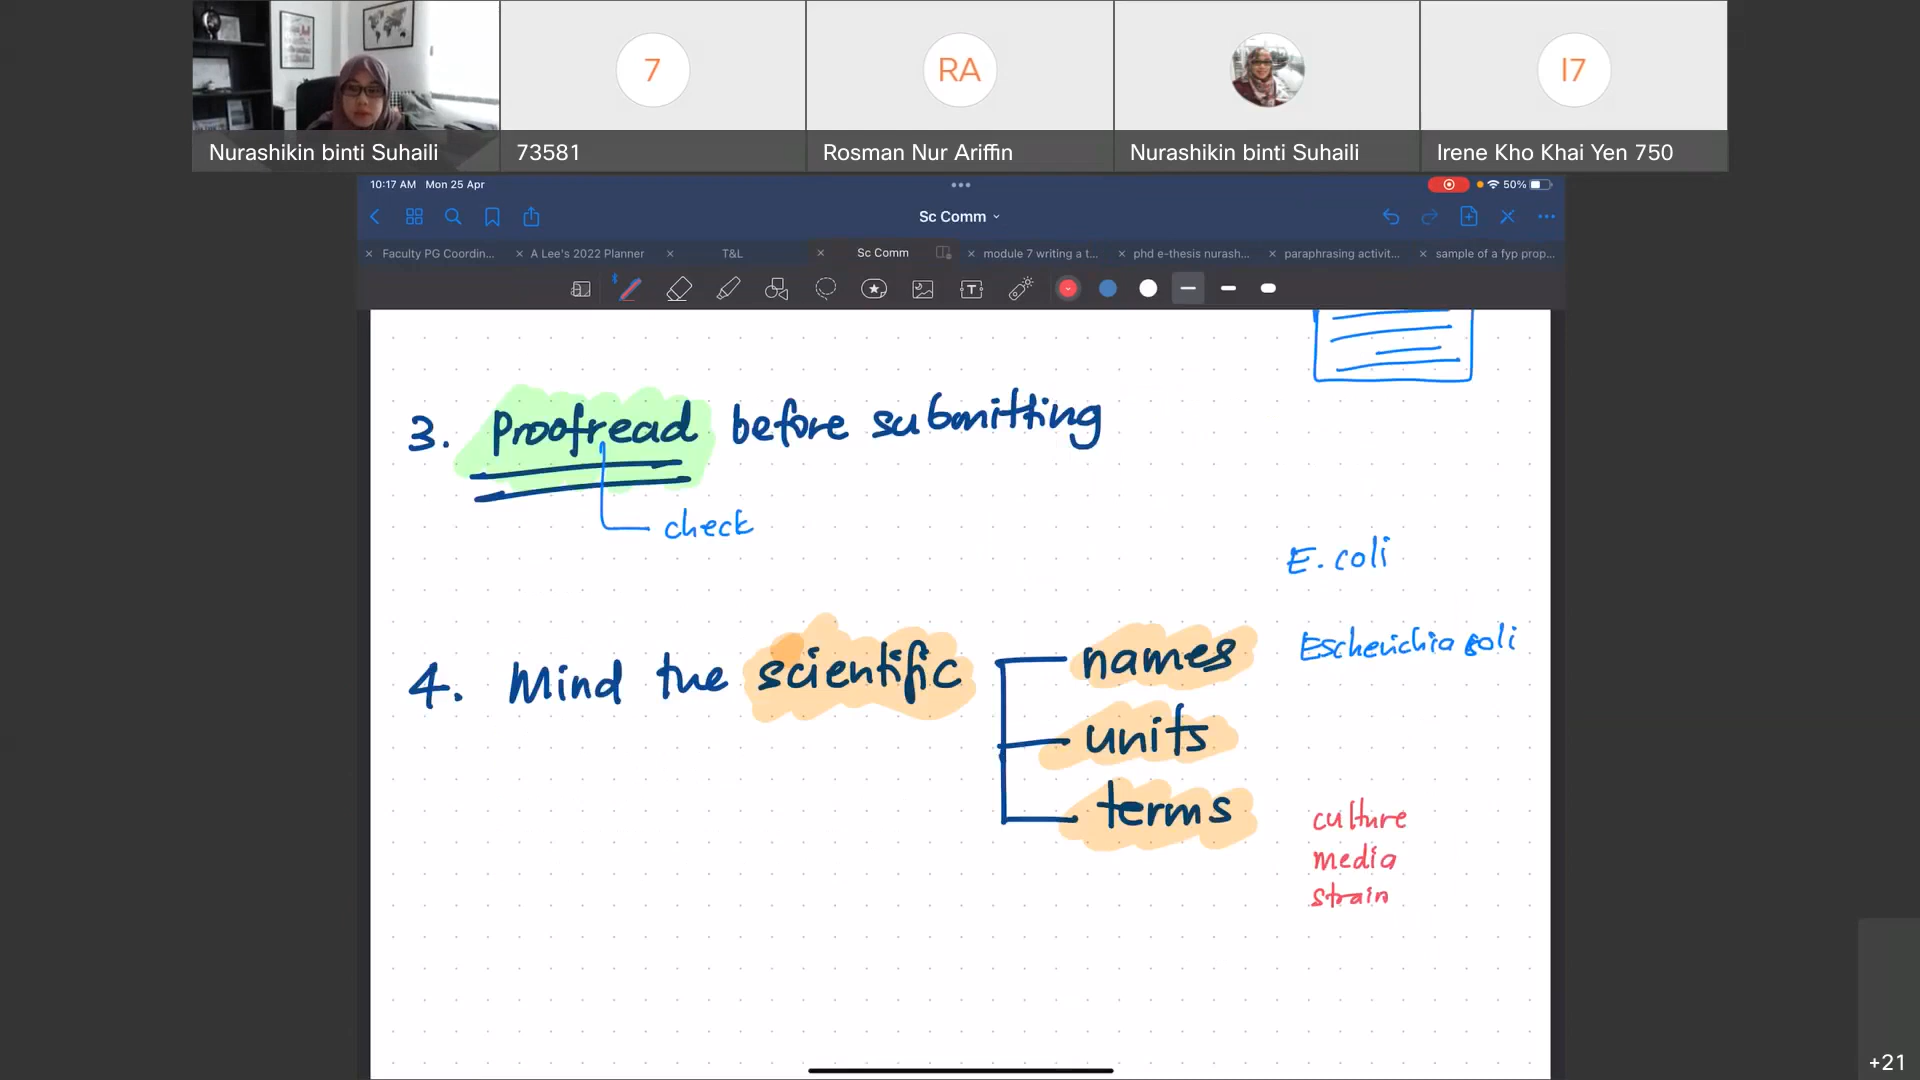 7
RA
I7
Nurashikin binti Suhaili
73581
Rosman Nur Ariffin
Nurashikin binti Suhaili
Irene Kho Khai Yen 750
10:17 AM Mon 25 Apr
50%
Sc Comm
Faculty PG Coordin...
A Lee's 2022 Planner
T&L
Sc Comm
module 7 writing a t...
phd e-thesis nurash...
paraphrasing activit...
sample of a fyp prop...
3. Proofread before submitting
check
E. coli
Escherichia coli
4. Mind the scientific
names
units
terms
culture
media
strain
+21